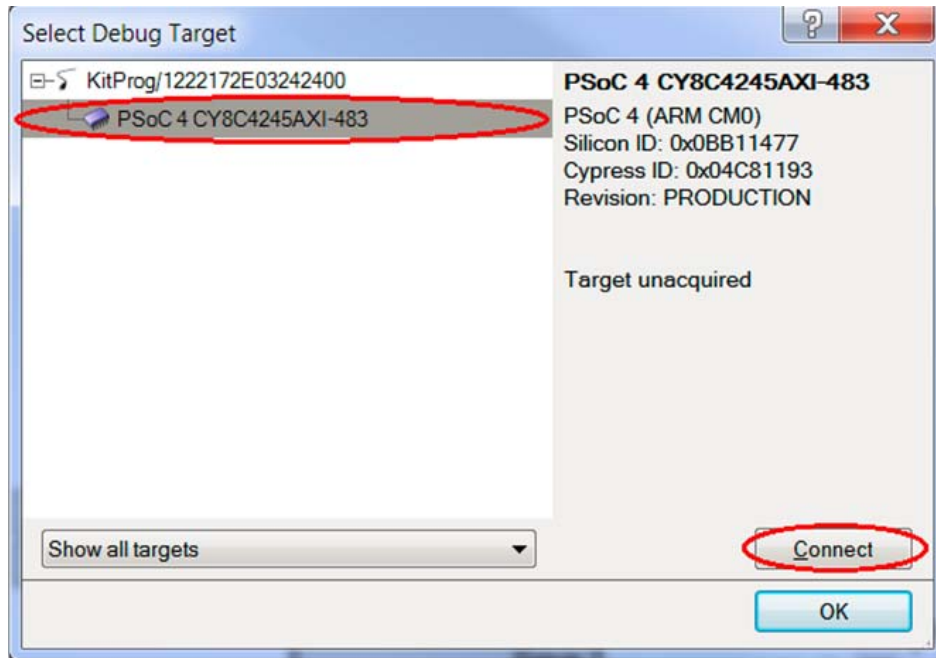 Select Debug Target
KitProg/1222172E03242400
PSoC 4 CY8C4245AXI-483
PSoC 4 CY8C4245AXI-483
PSoC 4 (ARM CM0)
Silicon ID: 0x0BB11477
Cypress ID: 0x04C81193
Revision: PRODUCTION
Target unacquired
Show all targets
Connect
OK